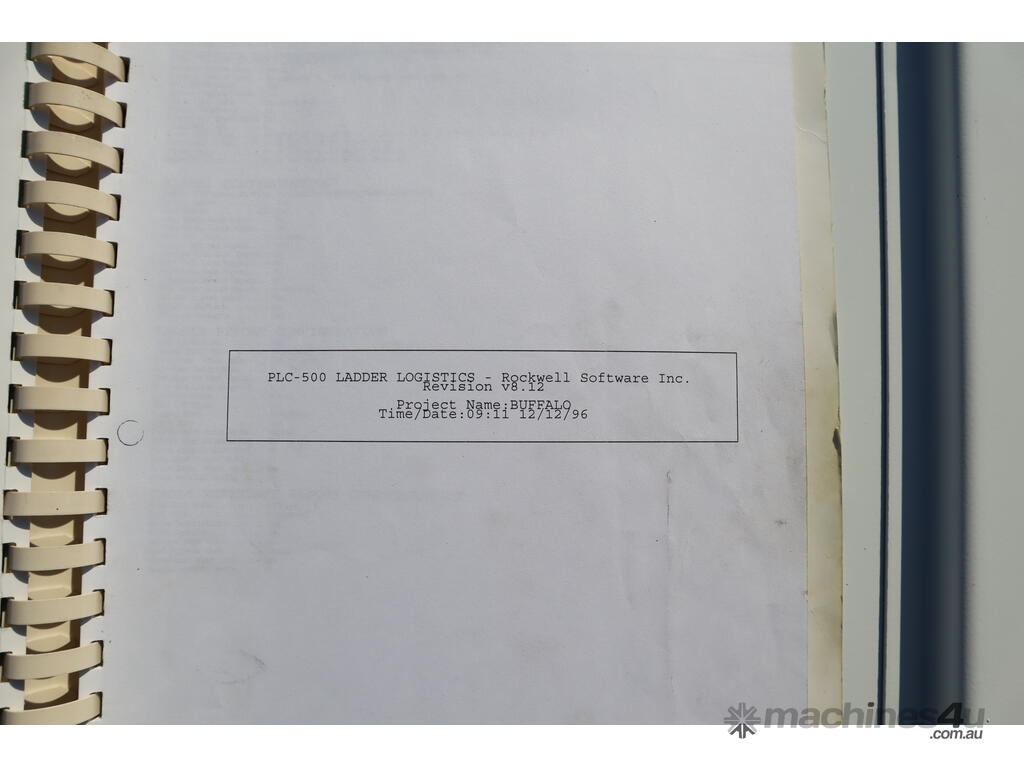 PLC-500 LADDER LOGISTICS - Rockwell Software Inc.
Revision v8.12
Project Name:BUFFALO
Time/Date:09:11 12/12/96
machines4u
.com.au